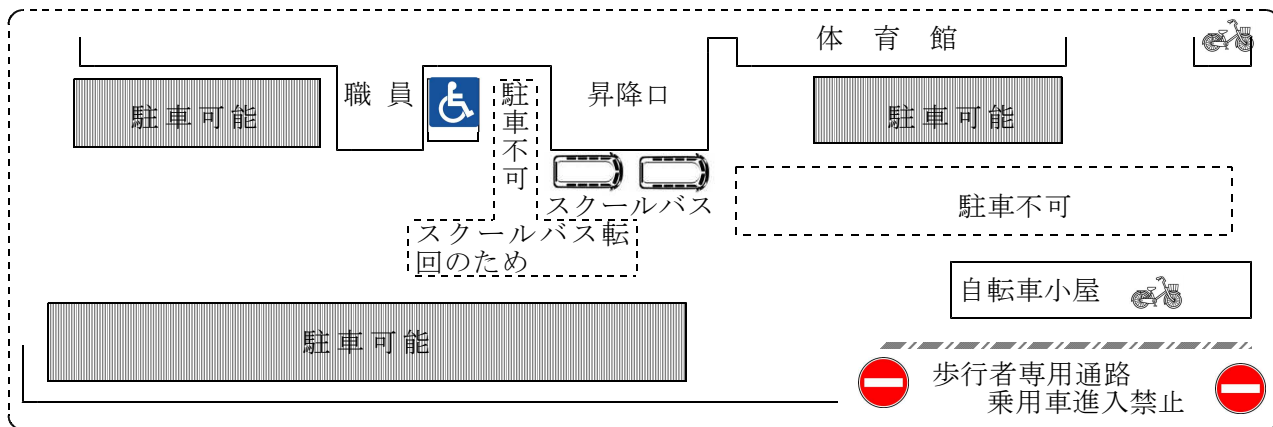 体 育 館
駐車可能
職 員
駐車不可
昇降口
駐車可能
スクールバス
駐車不可
スクールバス転
回のため
自転車小屋
駐車可能
歩行者専用通路
乗用車進入禁止